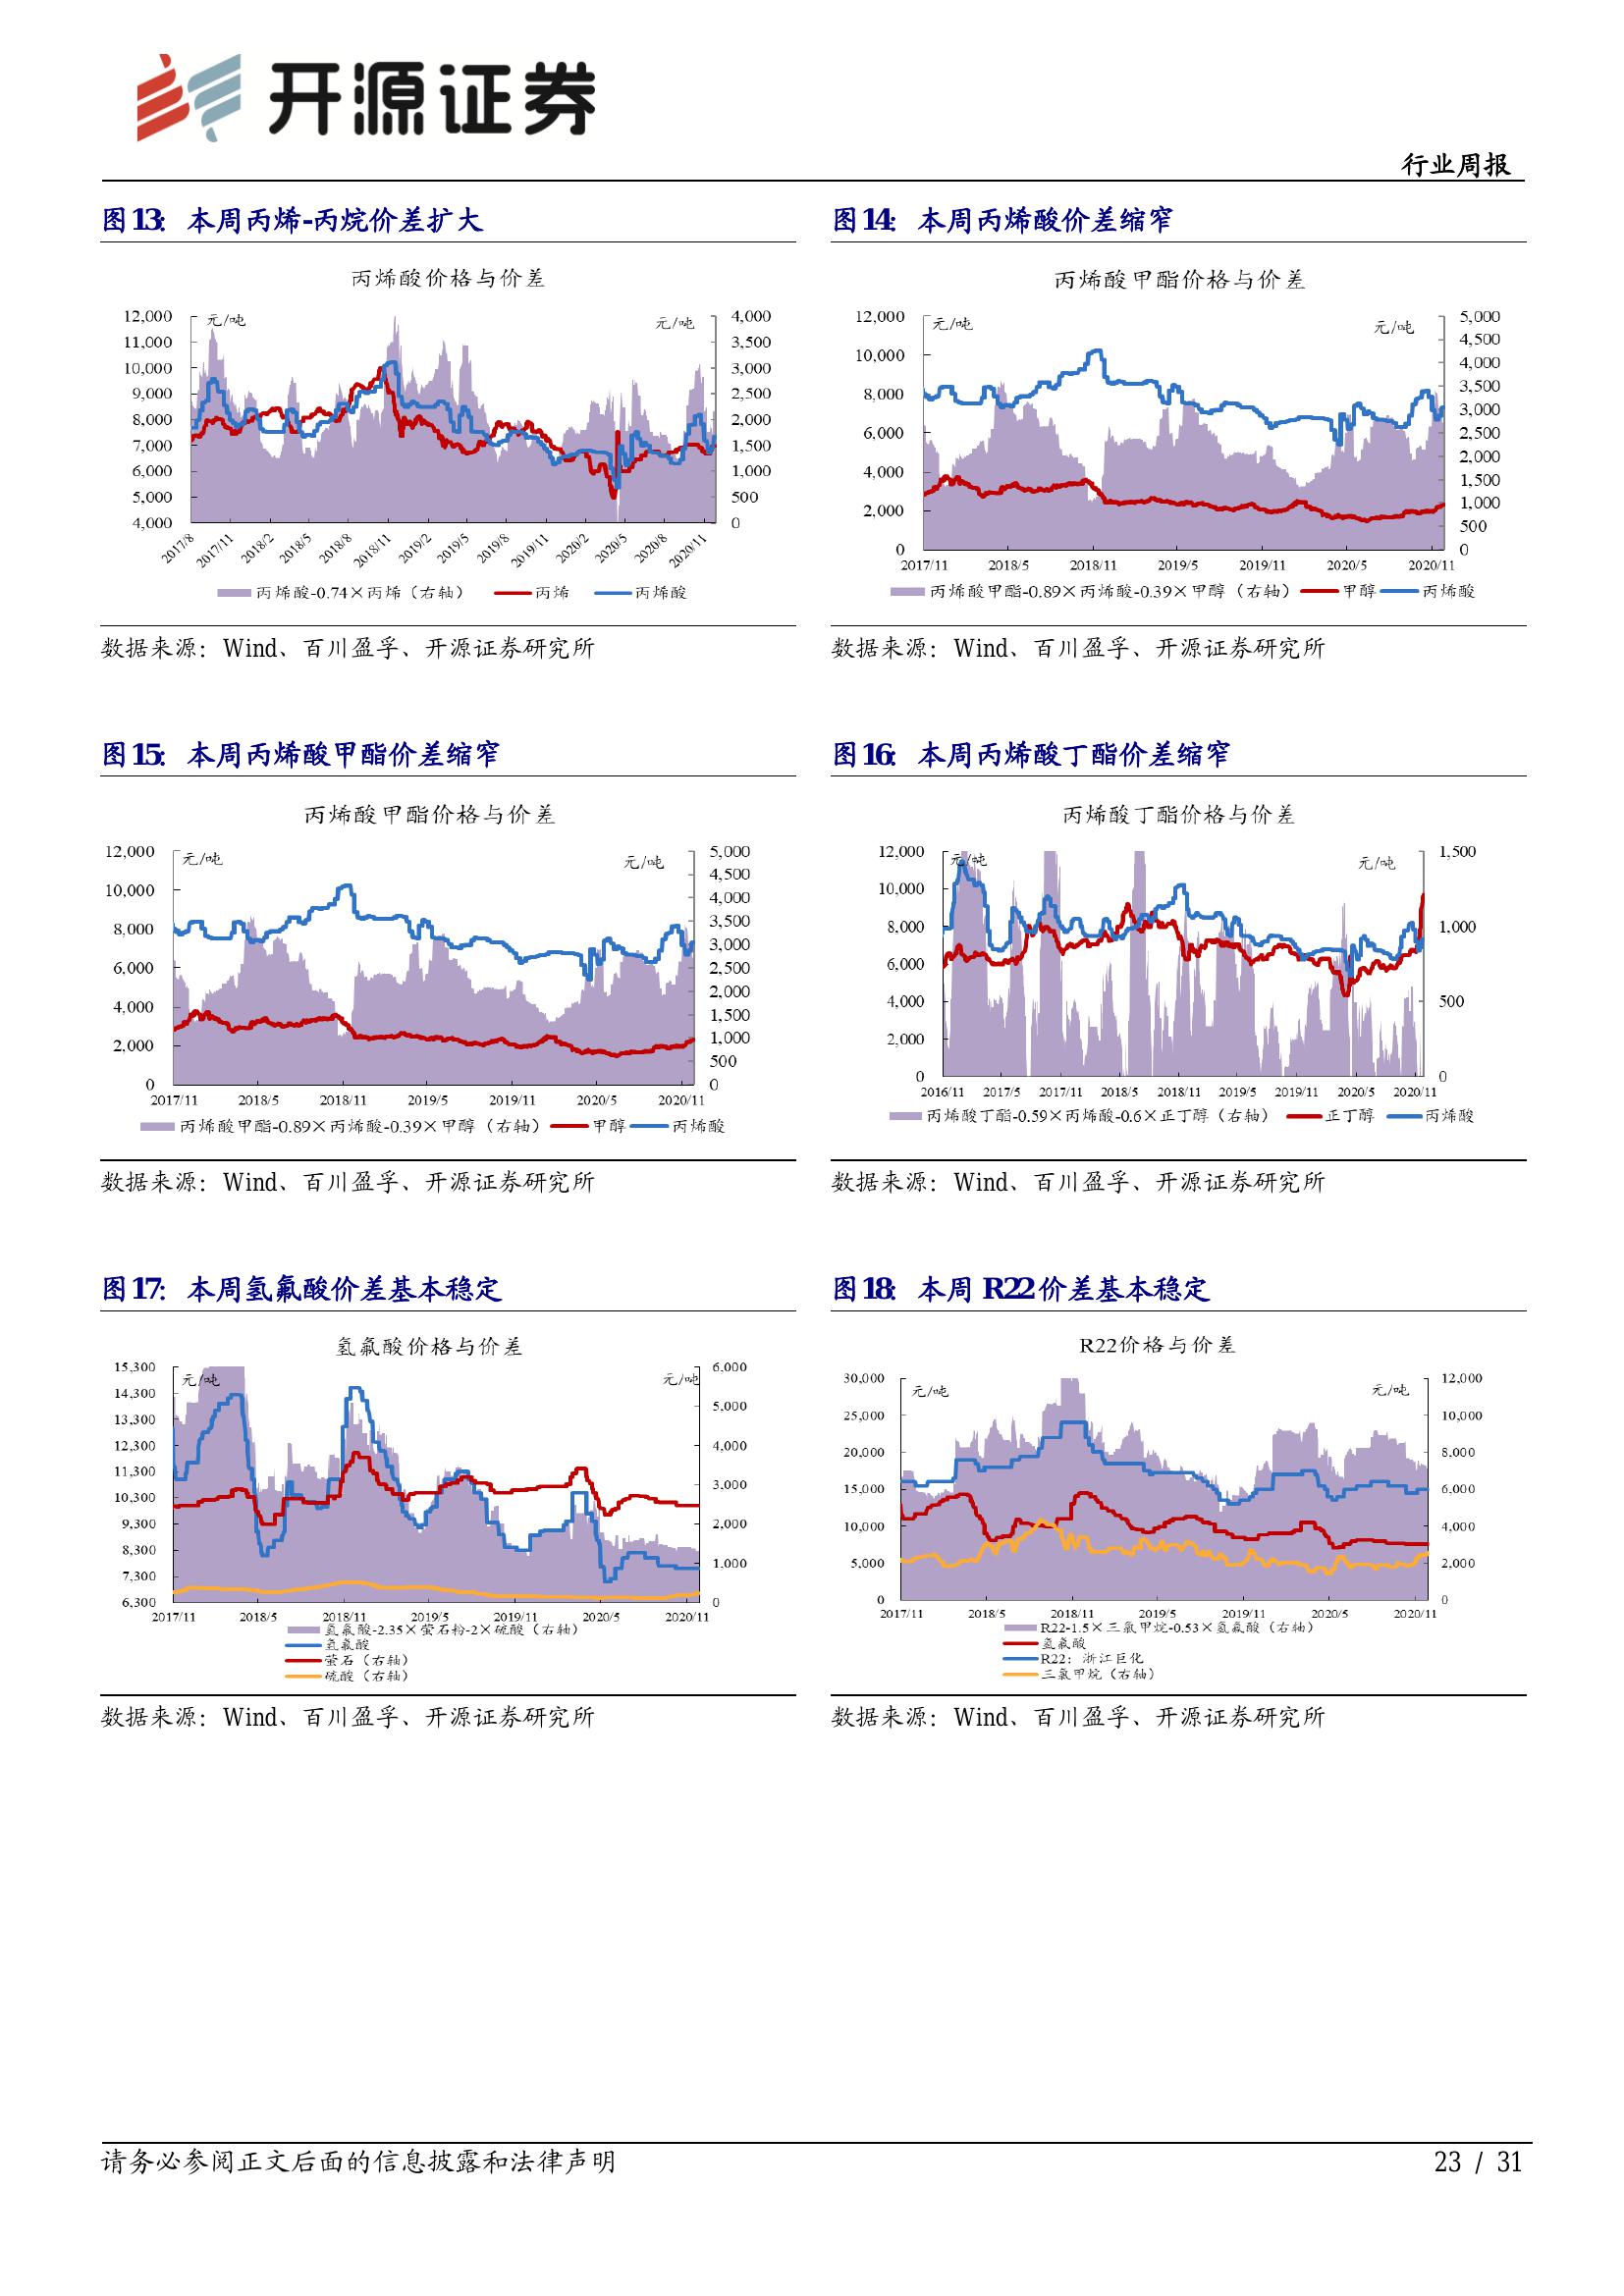 开源证券
行业周报
图13: 本周丙烯-丙烷价差扩大
丙烯酸价格与价差
元/吨
元/吨
12,000
11,000
10,000
9,000
8,000
7,000
6,000
5,000
4,000
4,000
3,500
3,000
2,500
2,000
1,500
1,000
500
0
2017/8 2017/11 2018/2 2018/5 2018/8 2018/11 2019/2 2019/5 2019/8 2019/11 2020/2 2020/5 2020/8 2020/11
丙烯酸-0.74×丙烯（右轴） 丙烯 丙烯酸
数据来源：Wind、百川盈孚、开源证券研究所
图14: 本周丙烯酸价差缩窄
丙烯酸甲酯价格与价差
元/吨
元/吨
12,000
10,000
8,000
6,000
4,000
2,000
0
5,000
4,500
4,000
3,500
3,000
2,500
2,000
1,500
1,000
500
0
2017/11 2018/5 2018/11 2019/5 2019/11 2020/5 2020/11
丙烯酸甲酯-0.89×丙烯酸-0.39×甲醇（右轴） 甲醇 丙烯酸
数据来源：Wind、百川盈孚、开源证券研究所
图15: 本周丙烯酸甲酯价差缩窄
丙烯酸甲酯价格与价差
元/吨
元/吨
12,000
10,000
8,000
6,000
4,000
2,000
0
5,000
4,500
4,000
3,500
3,000
2,500
2,000
1,500
1,000
500
0
2017/11 2018/5 2018/11 2019/5 2019/11 2020/5 2020/11
丙烯酸甲酯-0.89×丙烯酸-0.39×甲醇（右轴） 甲醇 丙烯酸
数据来源：Wind、百川盈孚、开源证券研究所
图16: 本周丙烯酸丁酯价差缩窄
丙烯酸丁酯价格与价差
元/吨
元/吨
12,000
10,000
8,000
6,000
4,000
2,000
0
1,500
1,000
500
0
2016/11 2017/5 2017/11 2018/5 2018/11 2019/5 2019/11 2020/5 2020/11
丙烯酸丁酯-0.59×丙烯酸-0.6×正丁醇（右轴） 正丁醇 丙烯酸
数据来源：Wind、百川盈孚、开源证券研究所
图17: 本周氢氟酸价差基本稳定
氢氟酸价格与价差
元/吨
元/吨
15,300
14,300
13,300
12,300
11,300
10,300
9,300
8,300
7,300
6,300
6,000
5,000
4,000
3,000
2,000
1,000
0
2017/11 2018/5 2018/11 2019/5 2019/11 2020/5 2020/11
氢氟酸-2.35×萤石粉-2×硫酸（右轴）
氢氟酸
萤石（右轴）
硫酸（右轴）
数据来源：Wind、百川盈孚、开源证券研究所
图18: 本周 R22价差基本稳定
R22价格与价差
元/吨
元/吨
30,000
25,000
20,000
15,000
10,000
5,000
0
12,000
10,000
8,000
6,000
4,000
2,000
0
2017/11 2018/5 2018/11 2019/5 2019/11 2020/5 2020/11
R22-1.5×三氯甲烷-0.53×氢氟酸（右轴）
氢氟酸
R22：浙江巨化
三氯甲烷（右轴）
数据来源：Wind、百川盈孚、开源证券研究所
请务必参阅正文后面的信息披露和法律声明
23 / 31